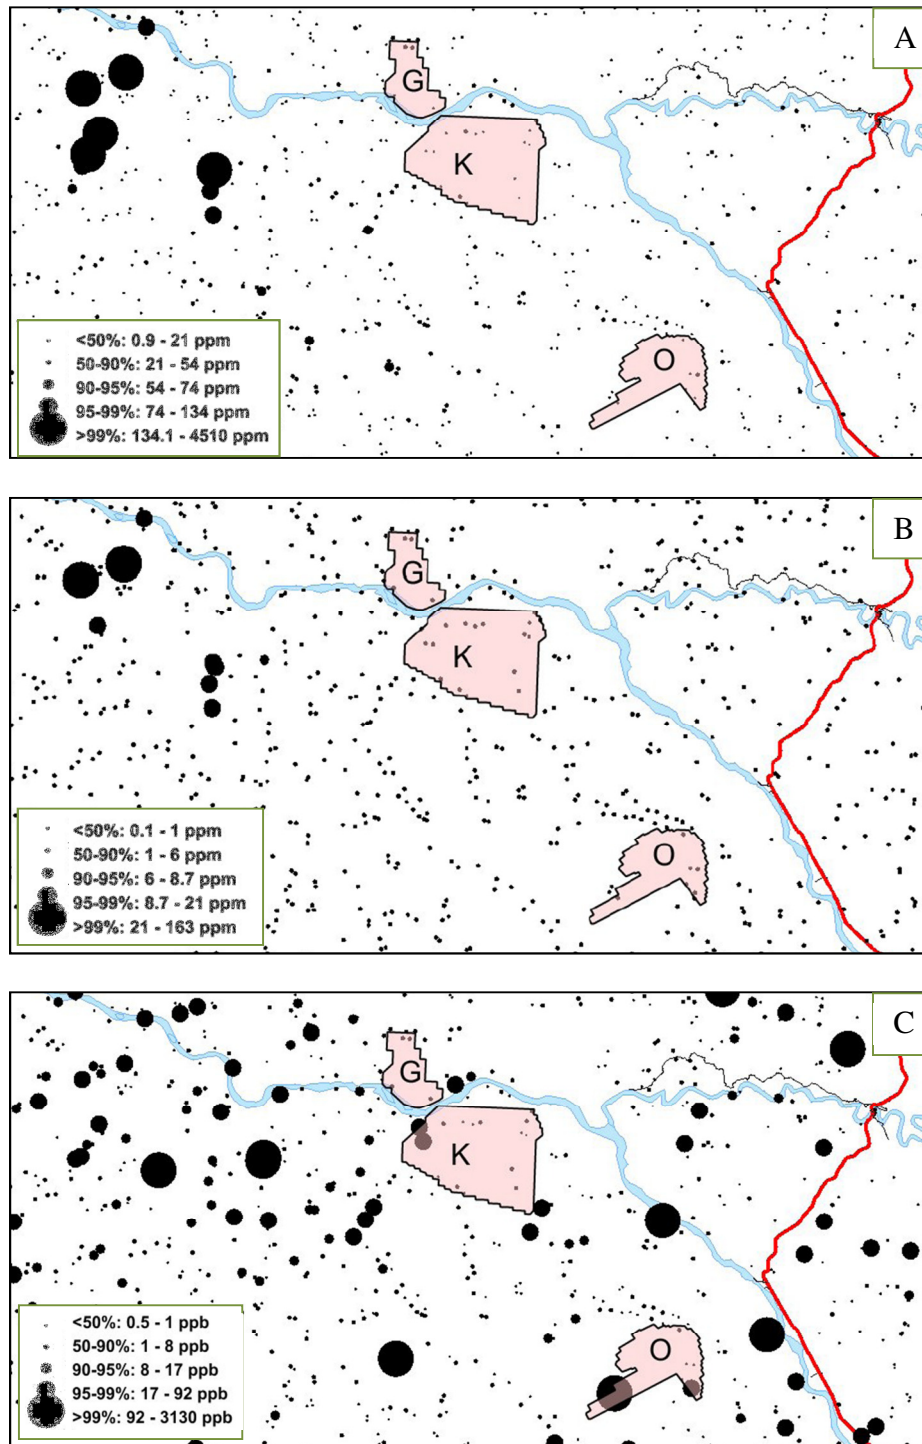 A
G
K
O
<50%: 0.9 - 21 ppm
50-90%: 21 - 54 ppm
90-95%: 54 - 74 ppm
95-99%: 74 - 134 ppm
>99%: 134.1 - 4510 ppm
B
G
K
O
<50%: 0.1 - 1 ppm
50-90%: 1 - 6 ppm
90-95%: 6 - 8.7 ppm
95-99%: 8.7 - 21 ppm
>99%: 21 - 163 ppm
C
G
K
O
<50%: 0.5 - 1 ppb
50-90%: 1 - 8 ppb
90-95%: 8 - 17 ppb
95-99%: 17 - 92 ppb
>99%: 92 - 3130 ppb